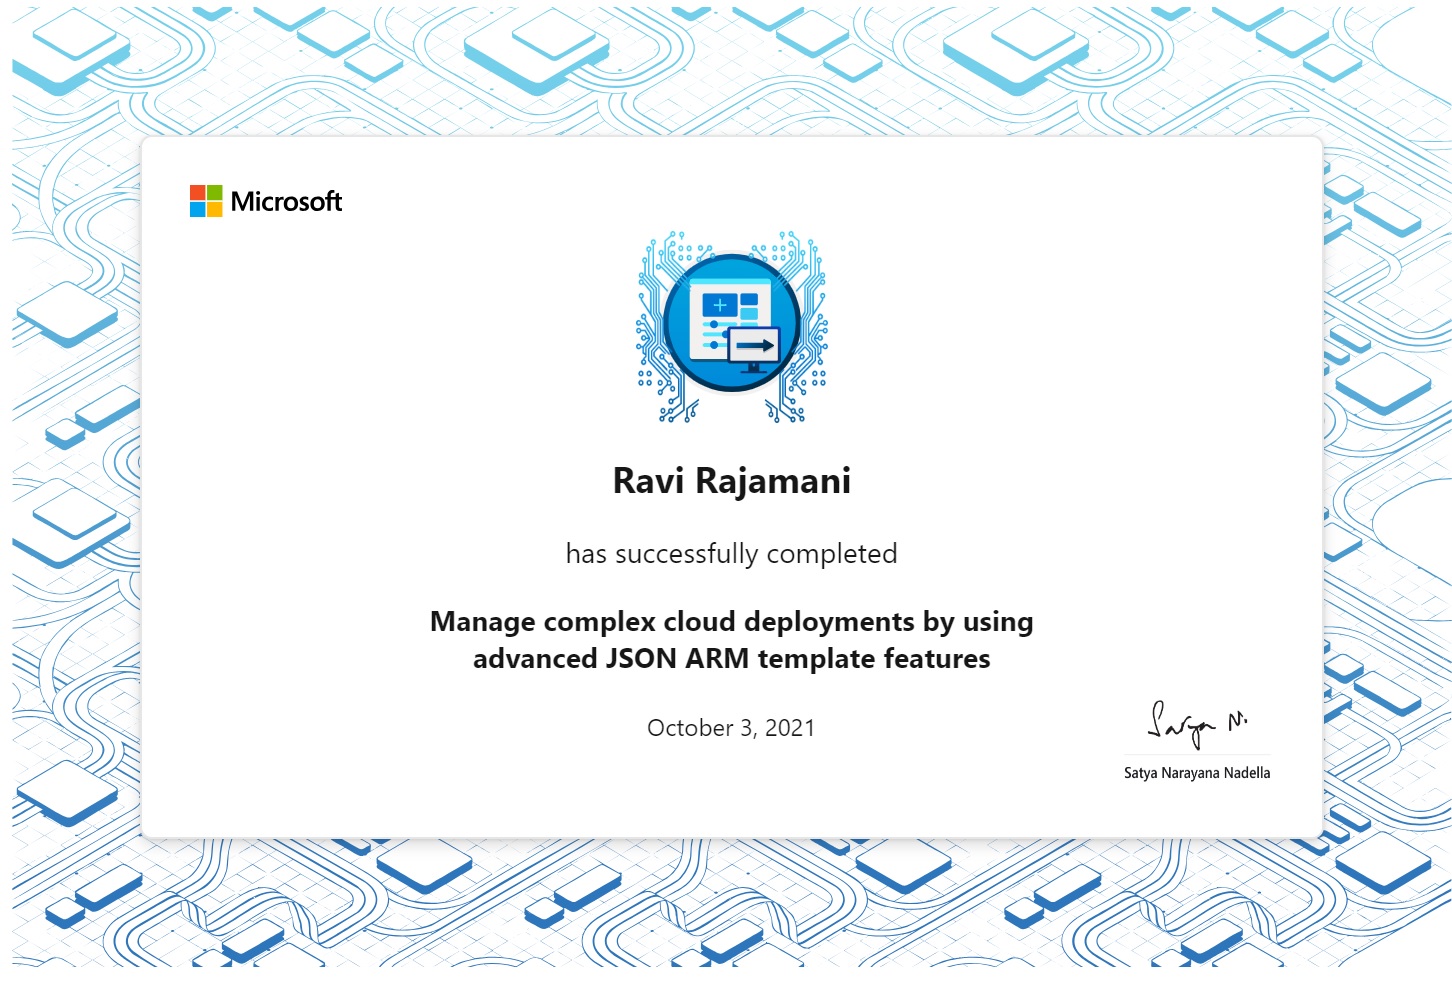 Microsoft
Ravi Rajamani
has successfully completed
Manage complex cloud deployments by using
advanced JSON ARM template features
October 3, 2021
Satya N.
Satya Narayana Nadella